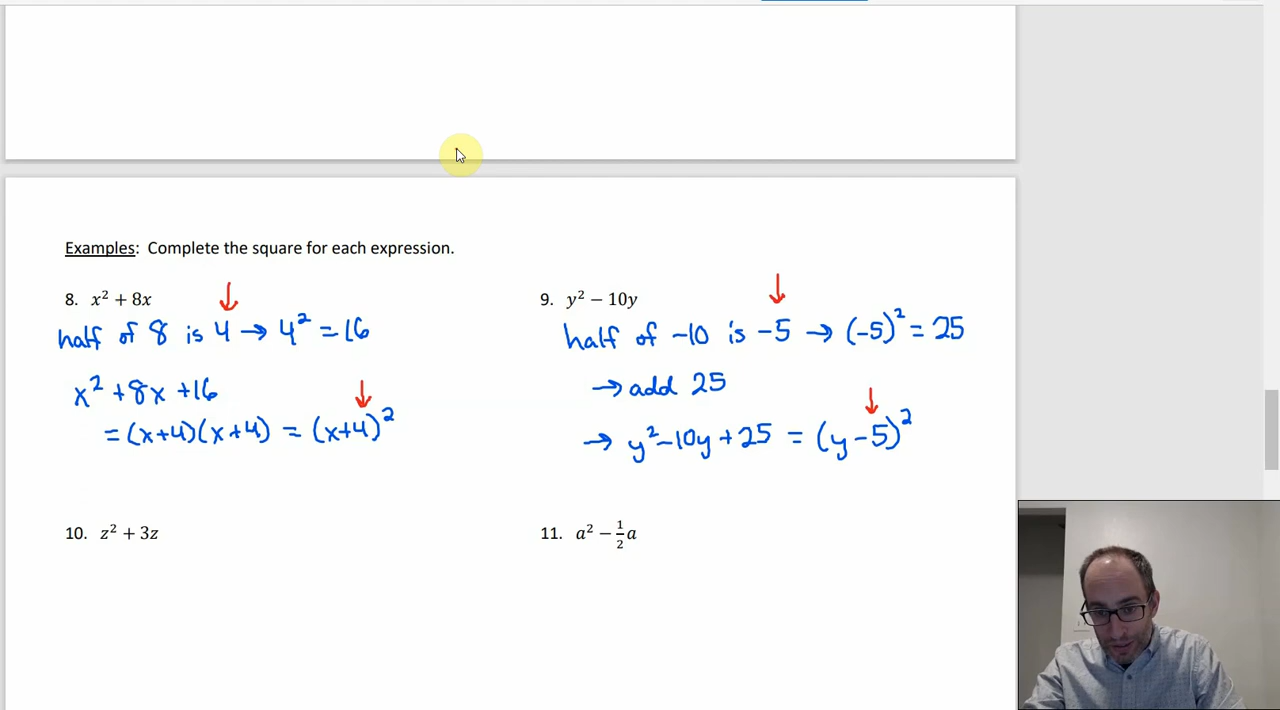 Examples: Complete the square for each expression.
8. x² + 8x
half of 8 is 4 → 4² = 16
x² + 8x + 16
= (x+4)(x+4) = (x+4)²
9. y² − 10y
half of -10 is -5 → (-5)² = 25
→ add 25
→ y² - 10y + 25 = (y - 5)²
10. z² + 3z
11. a² − ½a